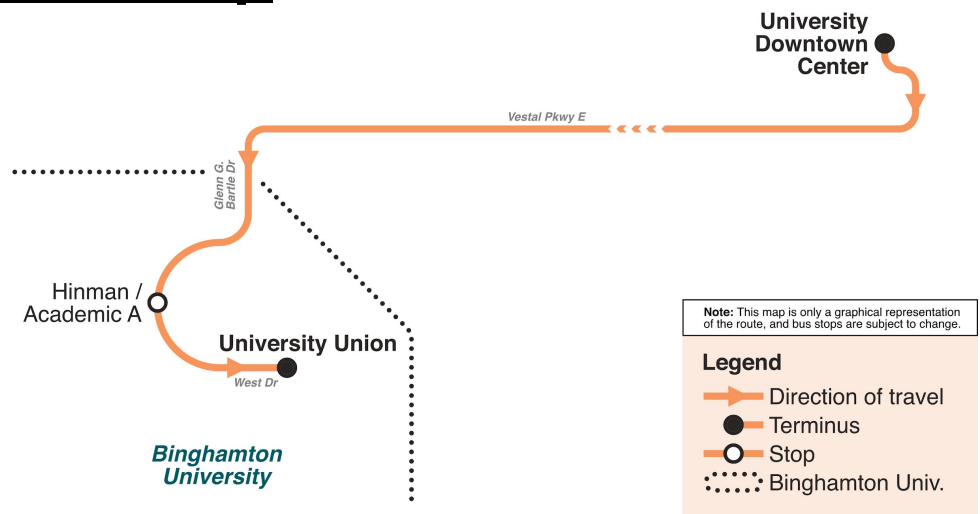 University
Downtown
Center
Vestal Pkwy E
Glenn G.
Bartle Dr
Hinman /
Academic A
University Union
West Dr
Binghamton
University
Note: This map is only a graphical representation
of the route, and bus stops are subject to change.
Legend
Direction of travel
Terminus
Stop
Binghamton Univ.